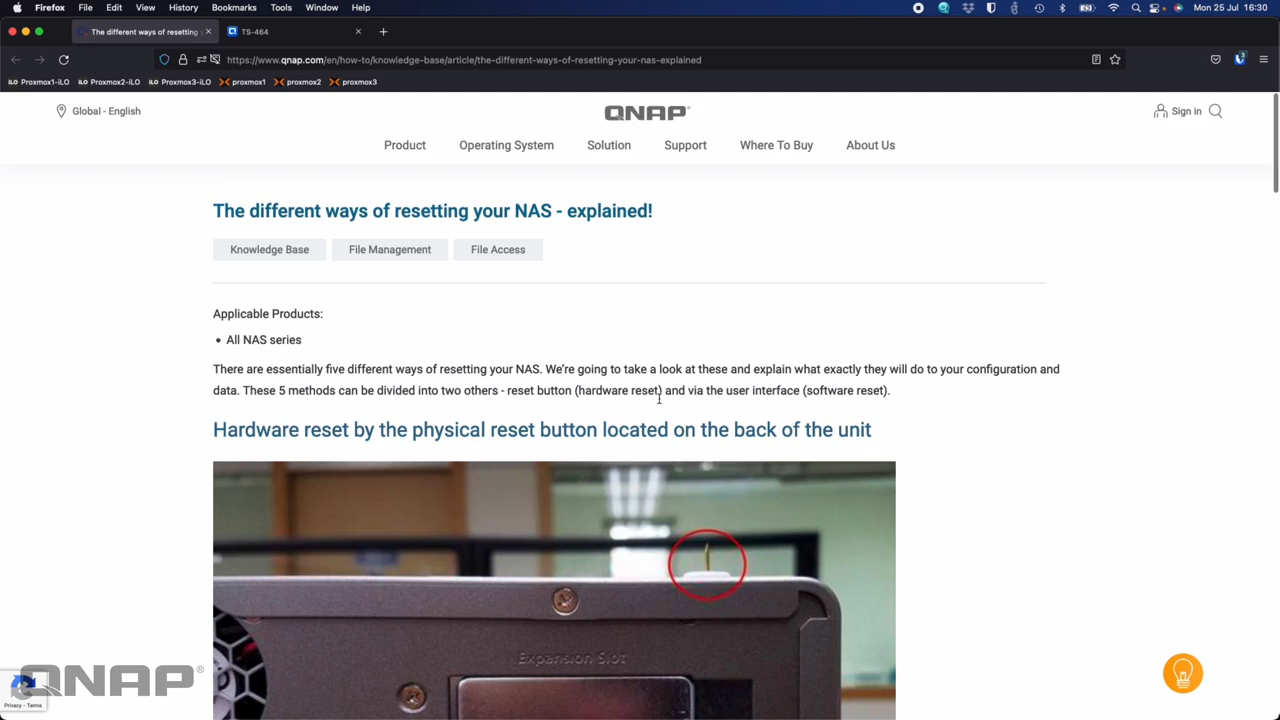 Firefox File Edit View History Bookmarks Tools Window Help Mon 25 Jul 16:30
The different ways of resetting TS-464
https://www.qnap.com/en/how-to/knowledge-base/article/the-different-ways-of-resetting-your-nas-explained
iLO Proxmox1-iLO iLO Proxmox2-iLO iLO Proxmox3-iLO proxmox1 proxmox2 proxmox3
Global - English QNAP® Sign in
Product Operating System Solution Support Where To Buy About Us
The different ways of resetting your NAS - explained!
Knowledge Base File Management File Access
Applicable Products:
• All NAS series
There are essentially five different ways of resetting your NAS. We’re going to take a look at these and explain what exactly they will do to your configuration and
data. These 5 methods can be divided into two others - reset button (hardware reset) and via the user interface (software reset).
Hardware reset by the physical reset button located on the back of the unit
Expansion Slot
QNAP®
Privacy - Terms